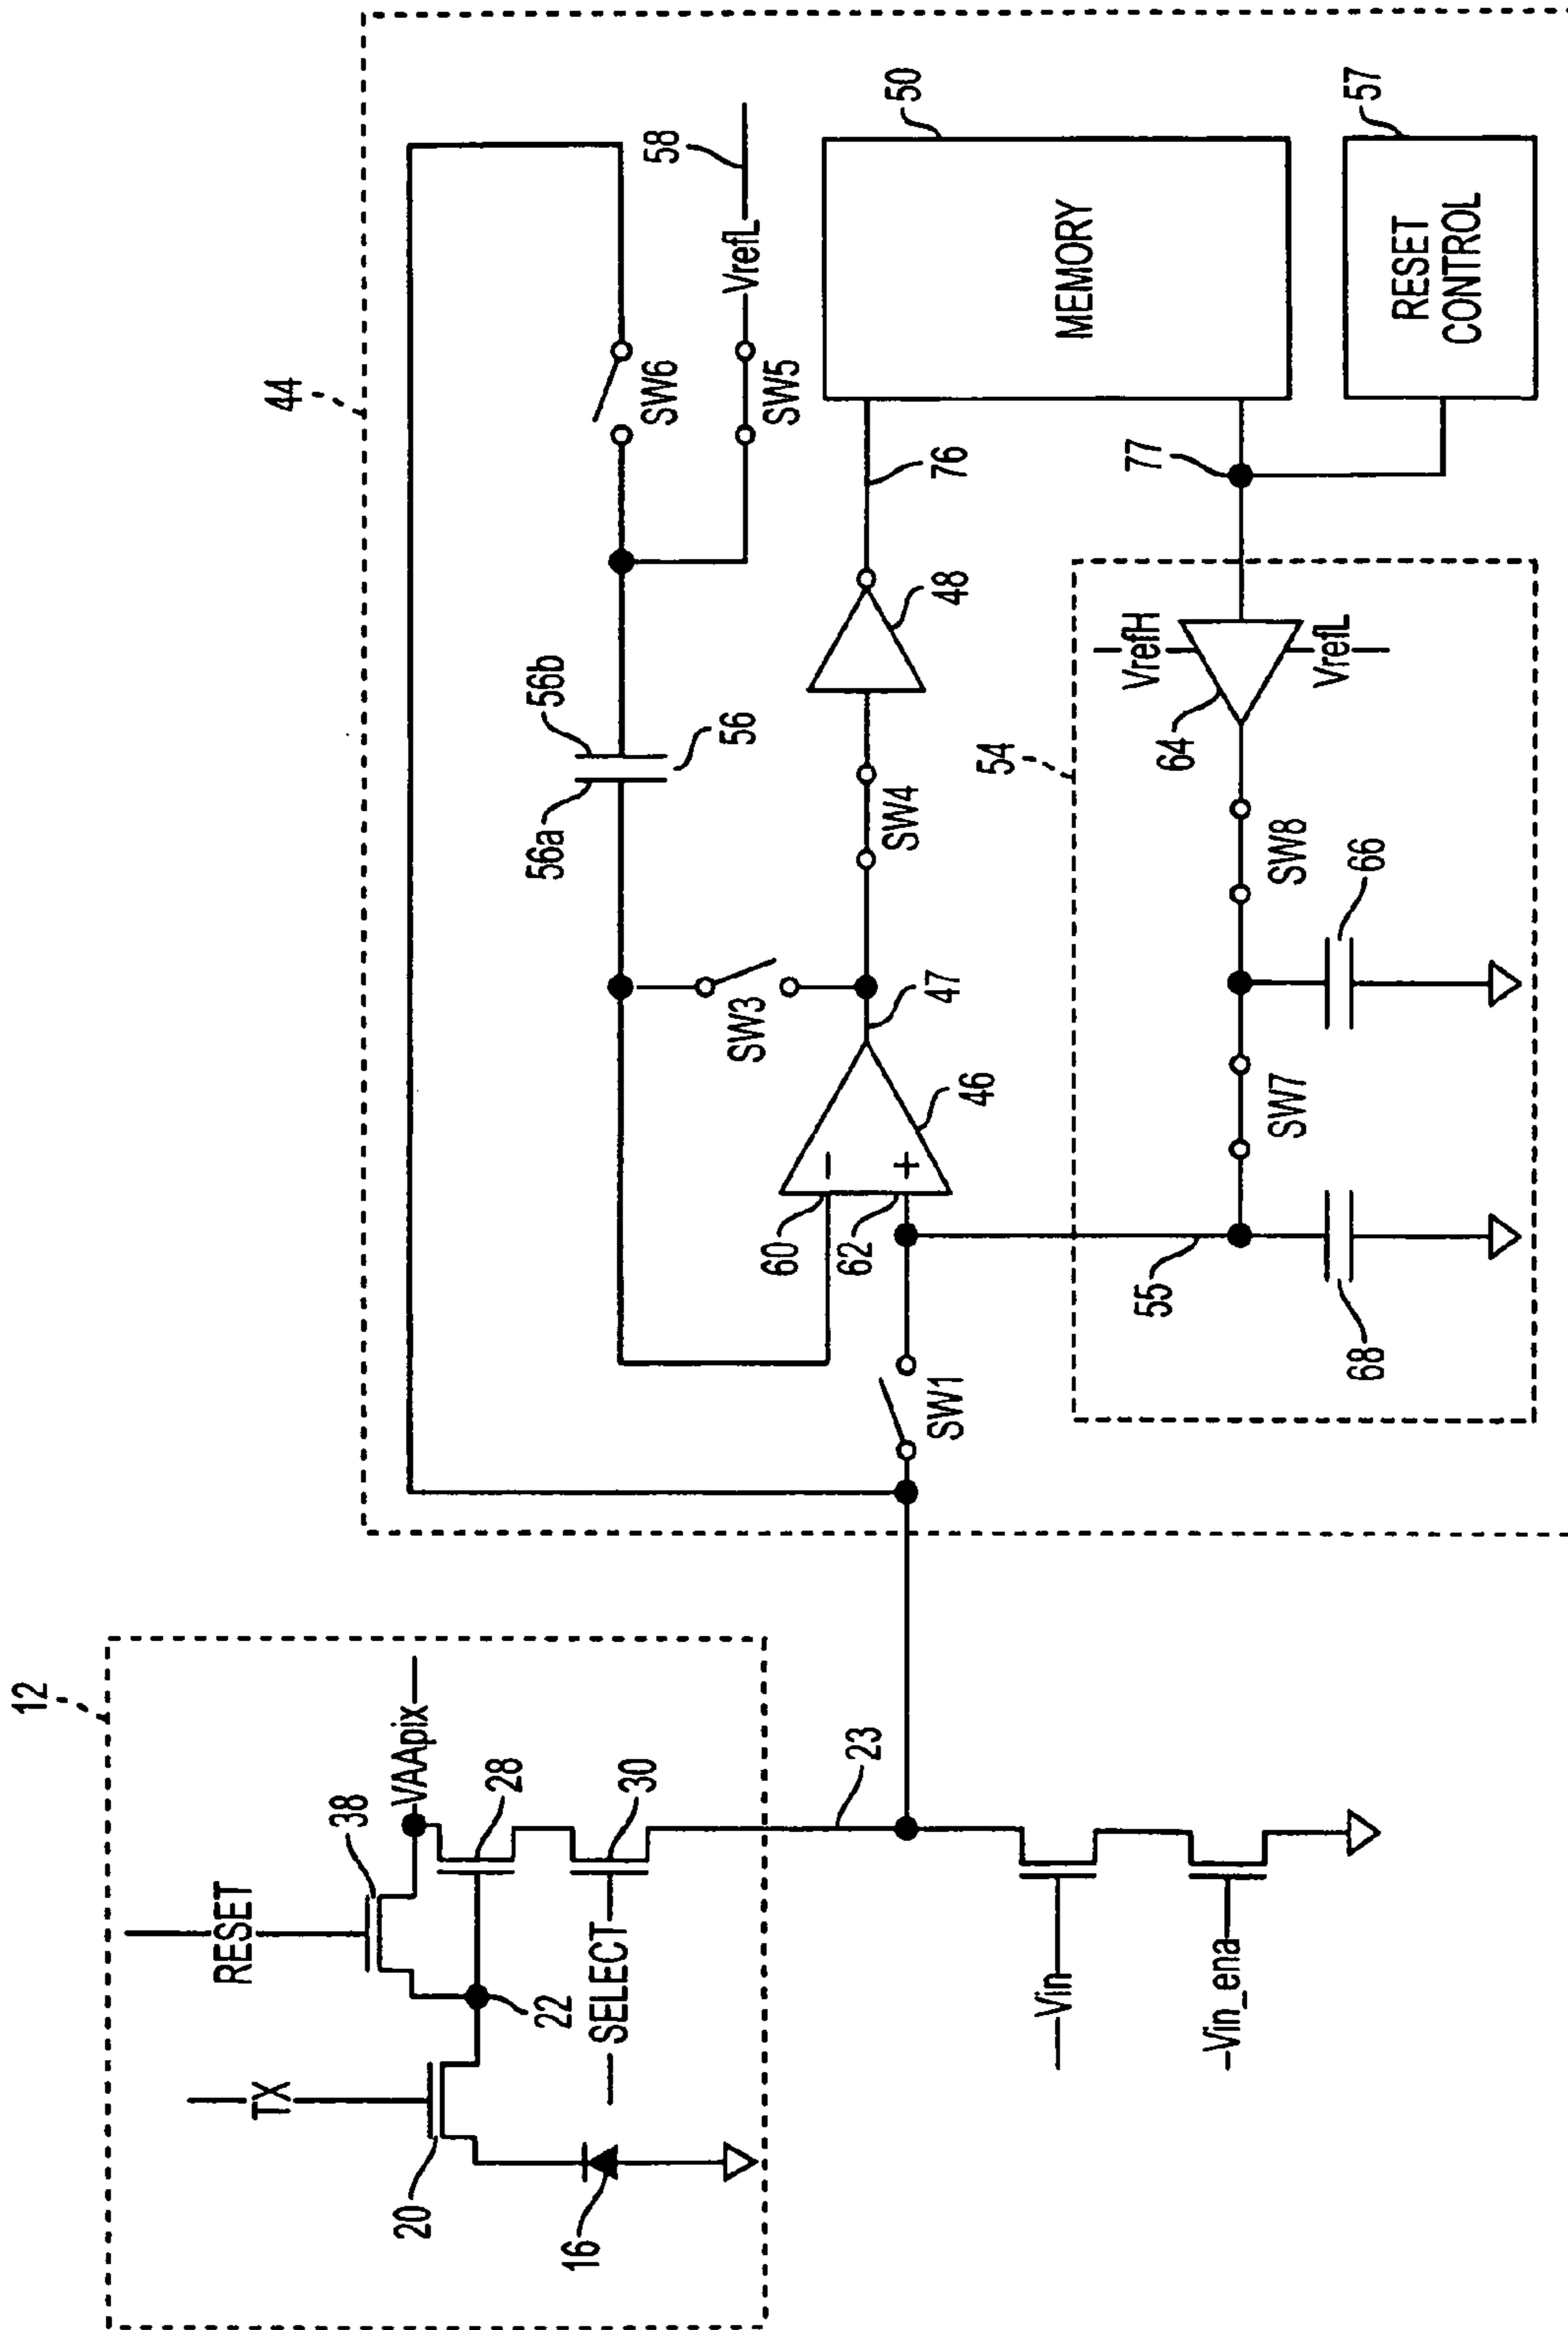 12
RESET
38
VAApix
TX
20
22
28
SELECT
30
16
23
Vin
Vin_ena
44
58
VrefL
SW6
SW5
56a
56b
56
SW3
60
62
46
47
SW4
48
76
50
MEMORY
57
RESET
CONTROL
77
SW1
54
VrefH
VrefL
64
SW8
66
SW7
55
68